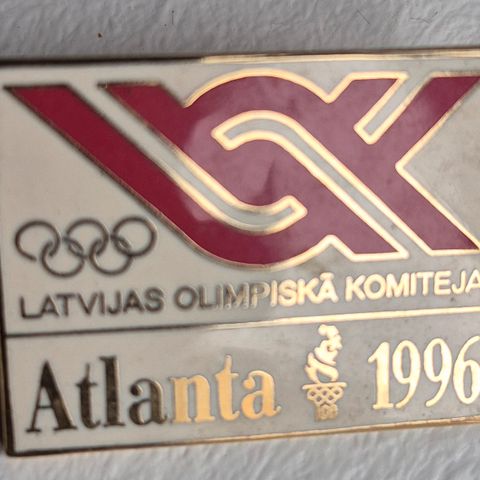 LATVIJAS OLIMPISKĀ KOMITEJA
Atlanta 1996